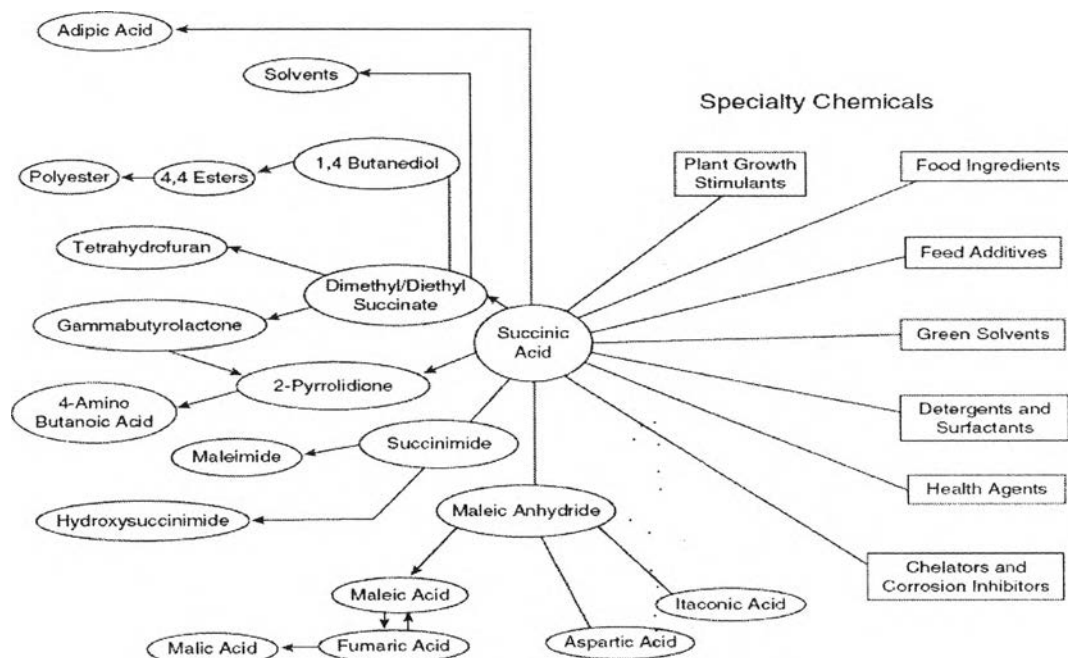 Adipic Acid
Solvents
Specialty Chemicals
1,4 Butanediol
4,4 Esters
Polyester
Plant Growth
Stimulants
Food Ingredients
Tetrahydrofuran
Feed Additives
Dimethyl/Diethyl
Succinate
Gammabutyrolactone
Succinic
Acid
Green Solvents
2-Pyrrolidione
4-Amino
Butanoic Acid
Detergents and
Surfactants
Succinimide
Maleimide
Health Agents
Maleic Anhydride
Hydroxysuccinimide
Chelators and
Corrosion Inhibitors
Maleic Acid
Itaconic Acid
Malic Acid
Fumaric Acid
Aspartic Acid